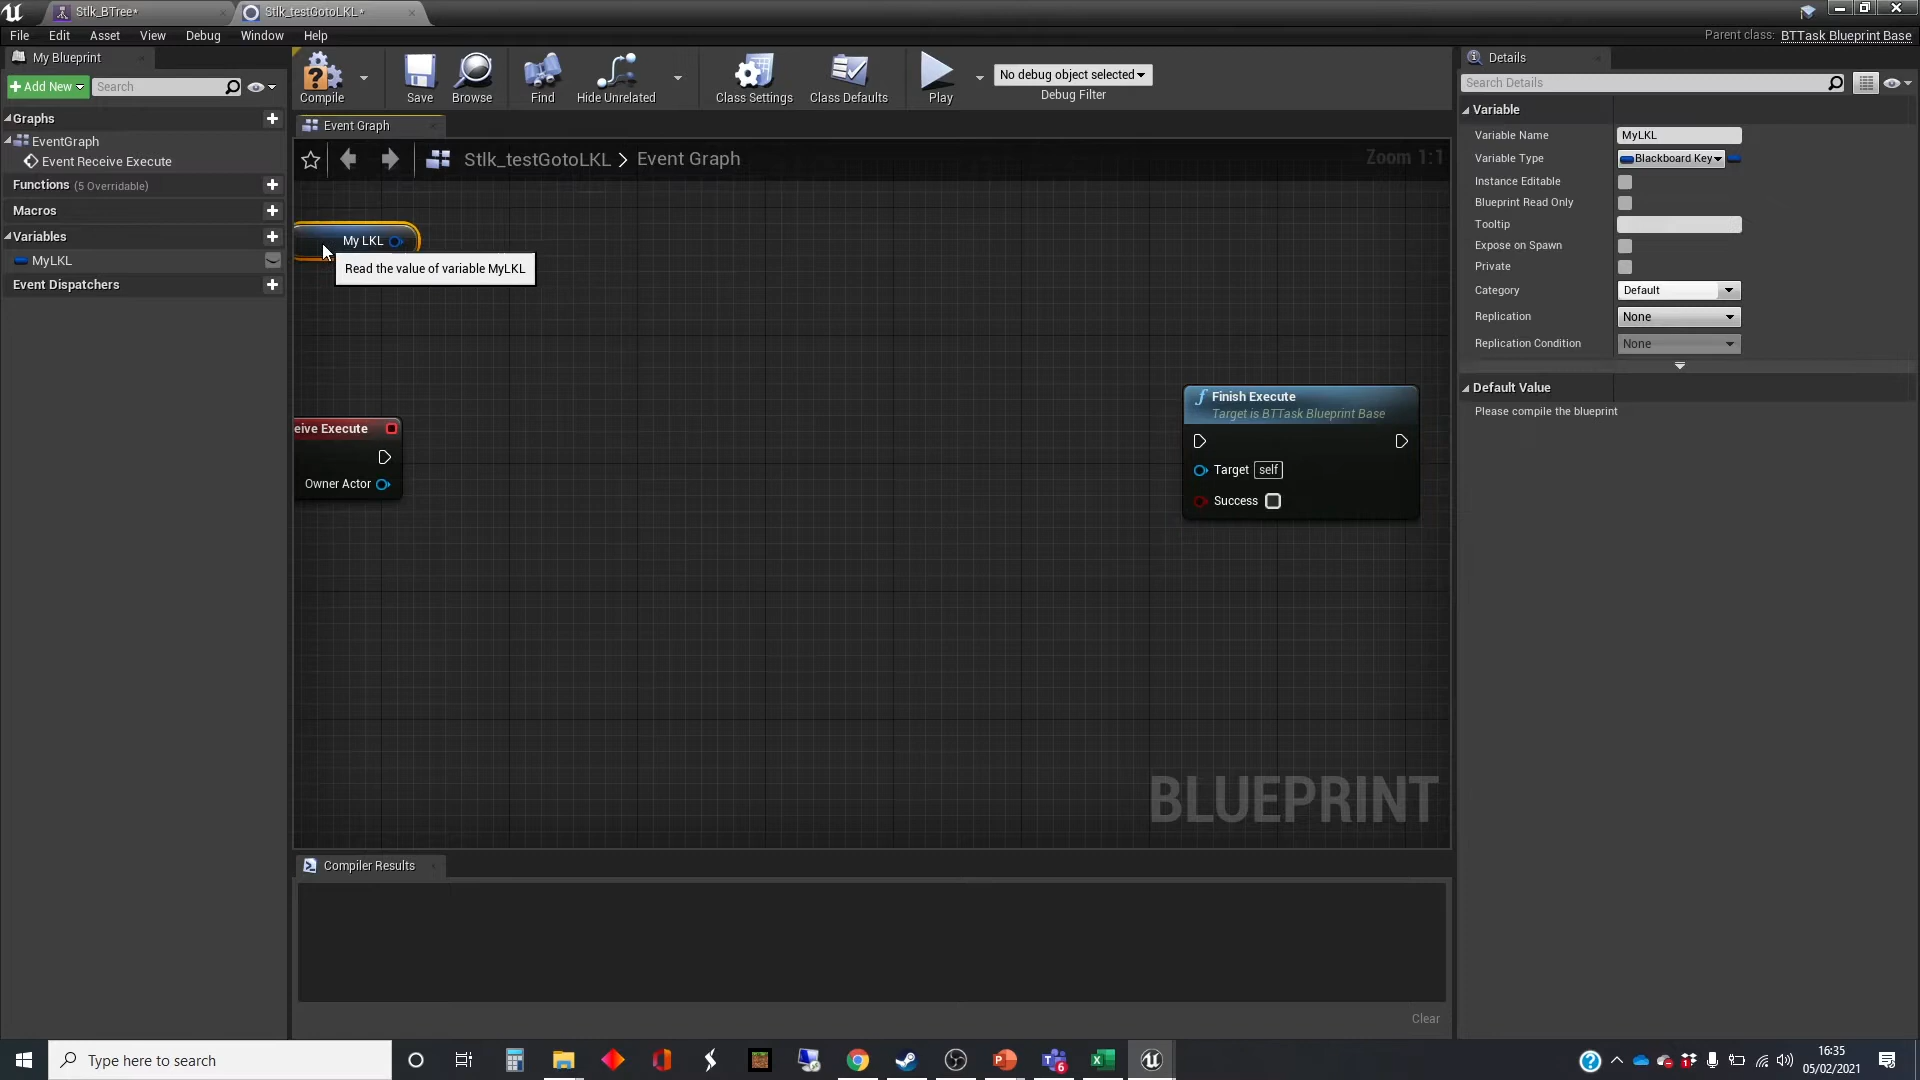 Stlk_BTree*
Stlk_testGotoLKL*
File Edit Asset View Debug Window Help
Parent class: BTTask Blueprint Base
My Blueprint
Add New
Search
Graphs
EventGraph
Event Receive Execute
Functions (5 Overridable)
Macros
Variables
MyLKL
Event Dispatchers
Compile
Save
Browse
Find
Hide Unrelated
Class Settings
Class Defaults
Play
No debug object selected
Debug Filter
Event Graph
Stlk_testGotoLKL > Event Graph
Zoom 1:1
My LKL
Read the value of variable MyLKL
eive Execute
Owner Actor
Finish Execute
Target is BTTask Blueprint Base
Target self
Success
BLUEPRINT
Compiler Results
Clear
Details
Search Details
Variable
Variable Name MyLKL
Variable Type Blackboard Key
Instance Editable
Blueprint Read Only
Tooltip
Expose on Spawn
Private
Category Default
Replication None
Replication Condition None
Default Value
Please compile the blueprint
Type here to search
6
16:35
05/02/2021